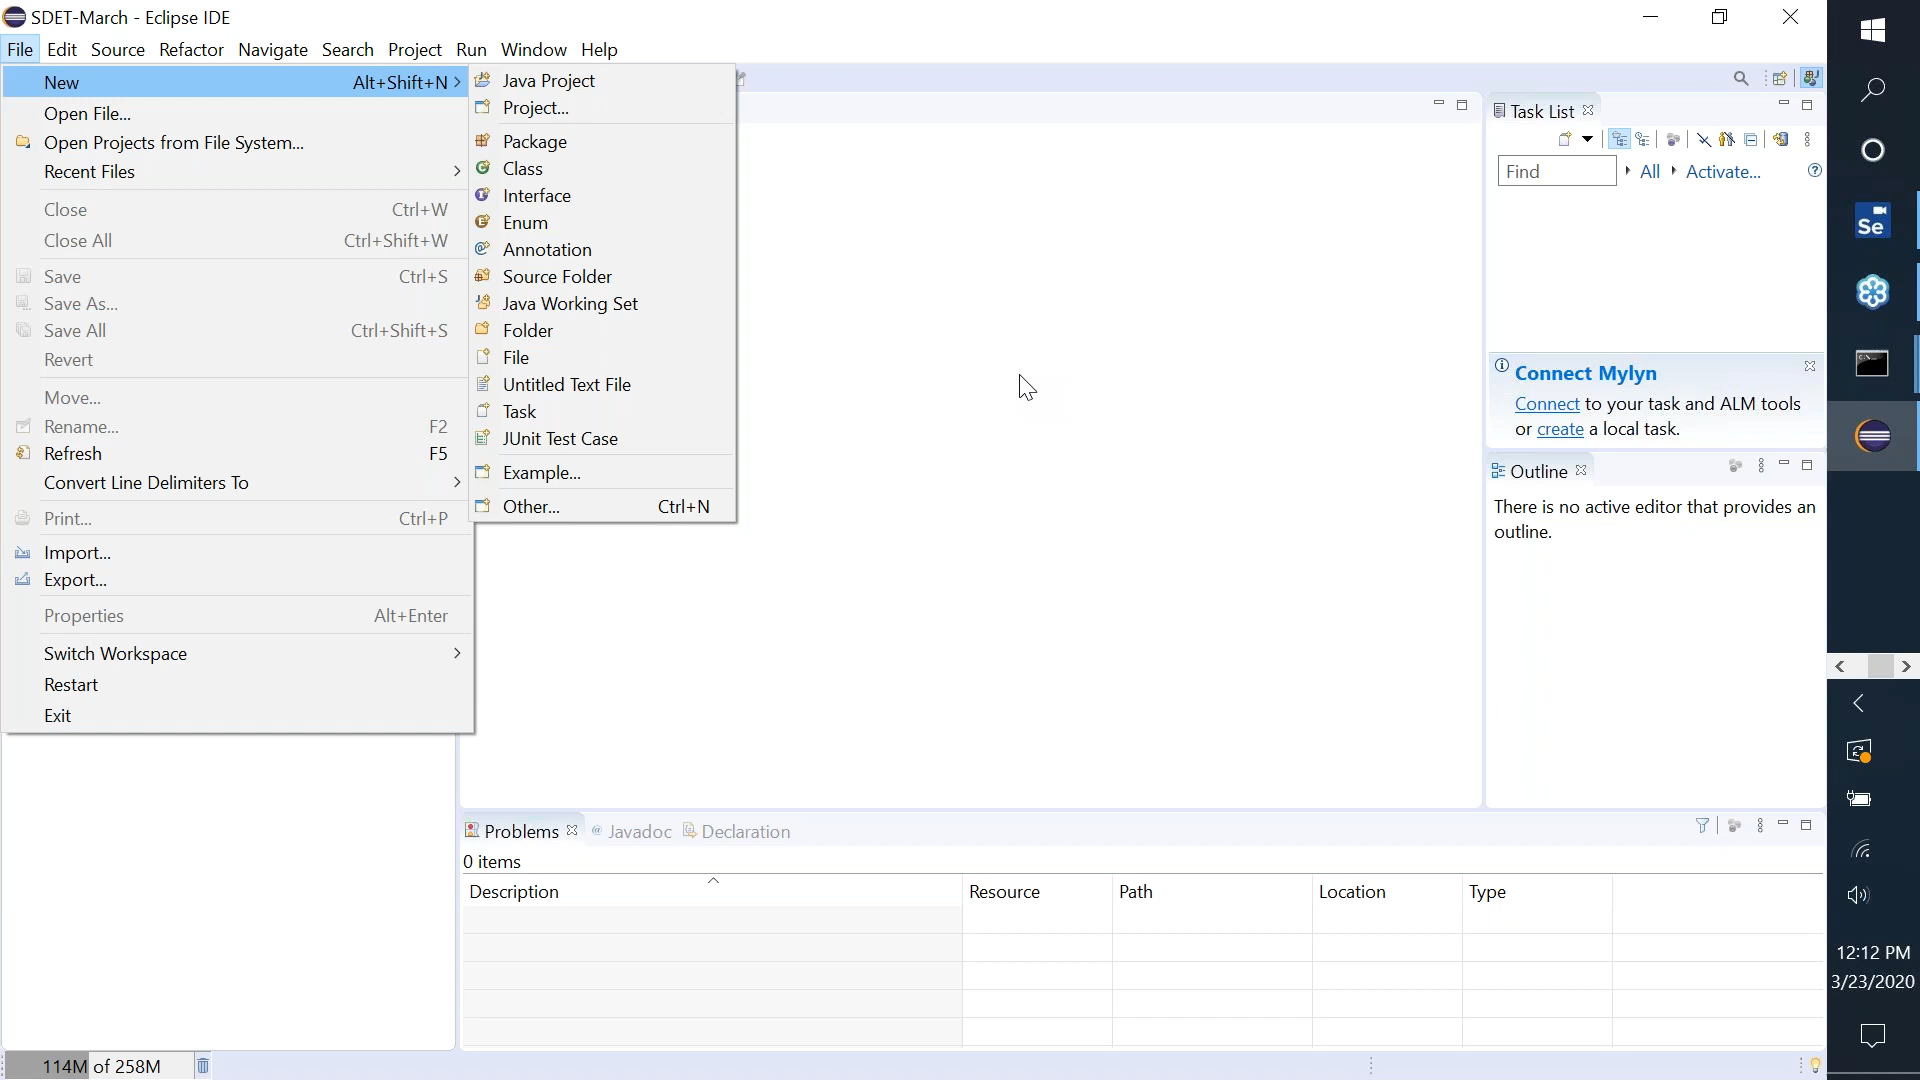 SDET-March - Eclipse IDE
File Edit Source Refactor Navigate Search Project Run Window Help
New Alt+Shift+N
Open File...
Open Projects from File System...
Recent Files
Close Ctrl+W
Close All Ctrl+Shift+W
Save Ctrl+S
Save As...
Save All Ctrl+Shift+S
Revert
Move...
Rename... F2
Refresh F5
Convert Line Delimiters To
Print... Ctrl+P
Import...
Export...
Properties Alt+Enter
Switch Workspace
Restart
Exit
Java Project
Project...
Package
Class
Interface
Enum
Annotation
Source Folder
Java Working Set
Folder
File
Untitled Text File
Task
JUnit Test Case
Example...
Other... Ctrl+N
Task List
Find All Activate...
Connect Mylyn
Connect to your task and ALM tools
or create a local task.
Outline
There is no active editor that provides an
outline.
Problems Javadoc Declaration
0 items
Description Resource Path Location Type
114M of 258M
Se
12:12 PM
3/23/2020